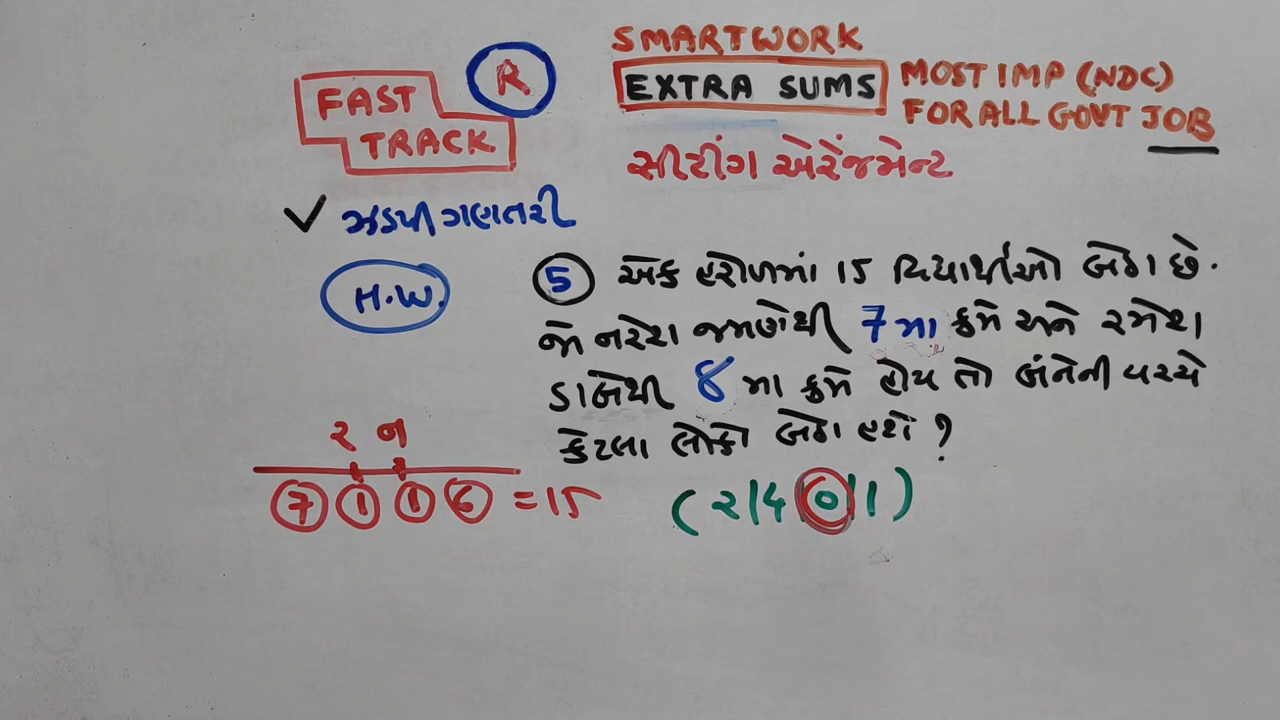 SMARTWORK
FAST TRACK
R
EXTRA SUMS
MOST IMP (NDC)
FOR ALL GOVT JOB
સીટીંગ એરેંજમેન્ટ
✓ ઝડપી ગણતરી
H.W.
5 એક હરોળમાં 15 વિદ્યાર્થીઓ બેઠા છે.
જો નરેશ જમણેથી 7 મા ક્રમે અને રમેશ
ડાબેથી 8 મા ક્રમે હોય તો બંનેની વચ્ચે
કેટલા લોકો બેઠા હશે ?
ર ન
7 1 1 6 = 15
(2|4|0|1)